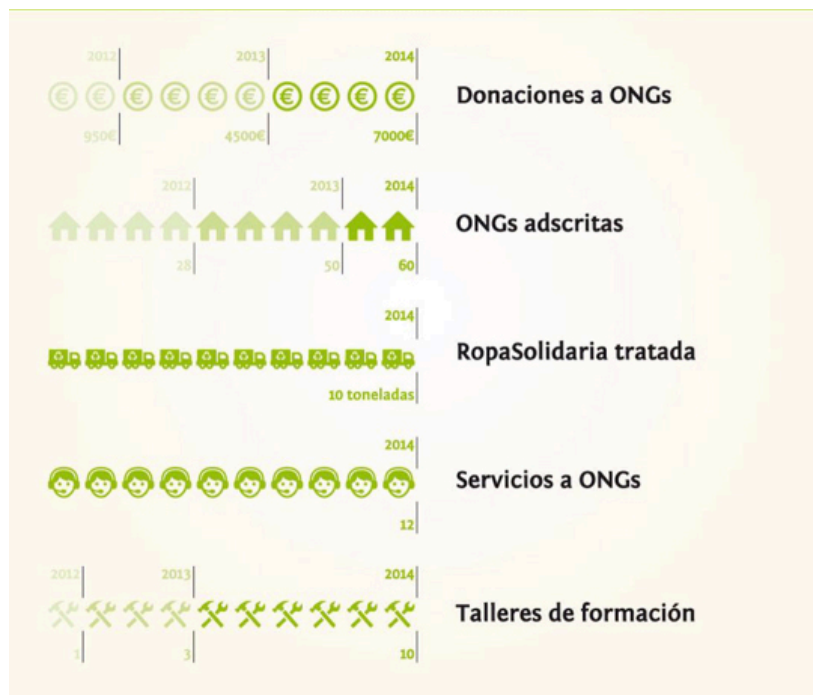 2012 2013 2014
Donaciones a ONGs
950€ 4500€ 7000€
2012 2013 2014
ONGs adscritas
28 50 60
2014
RopaSolidaria tratada
10 toneladas
2014
Servicios a ONGs
12
2012 2013 2014
Talleres de formación
1 3 10